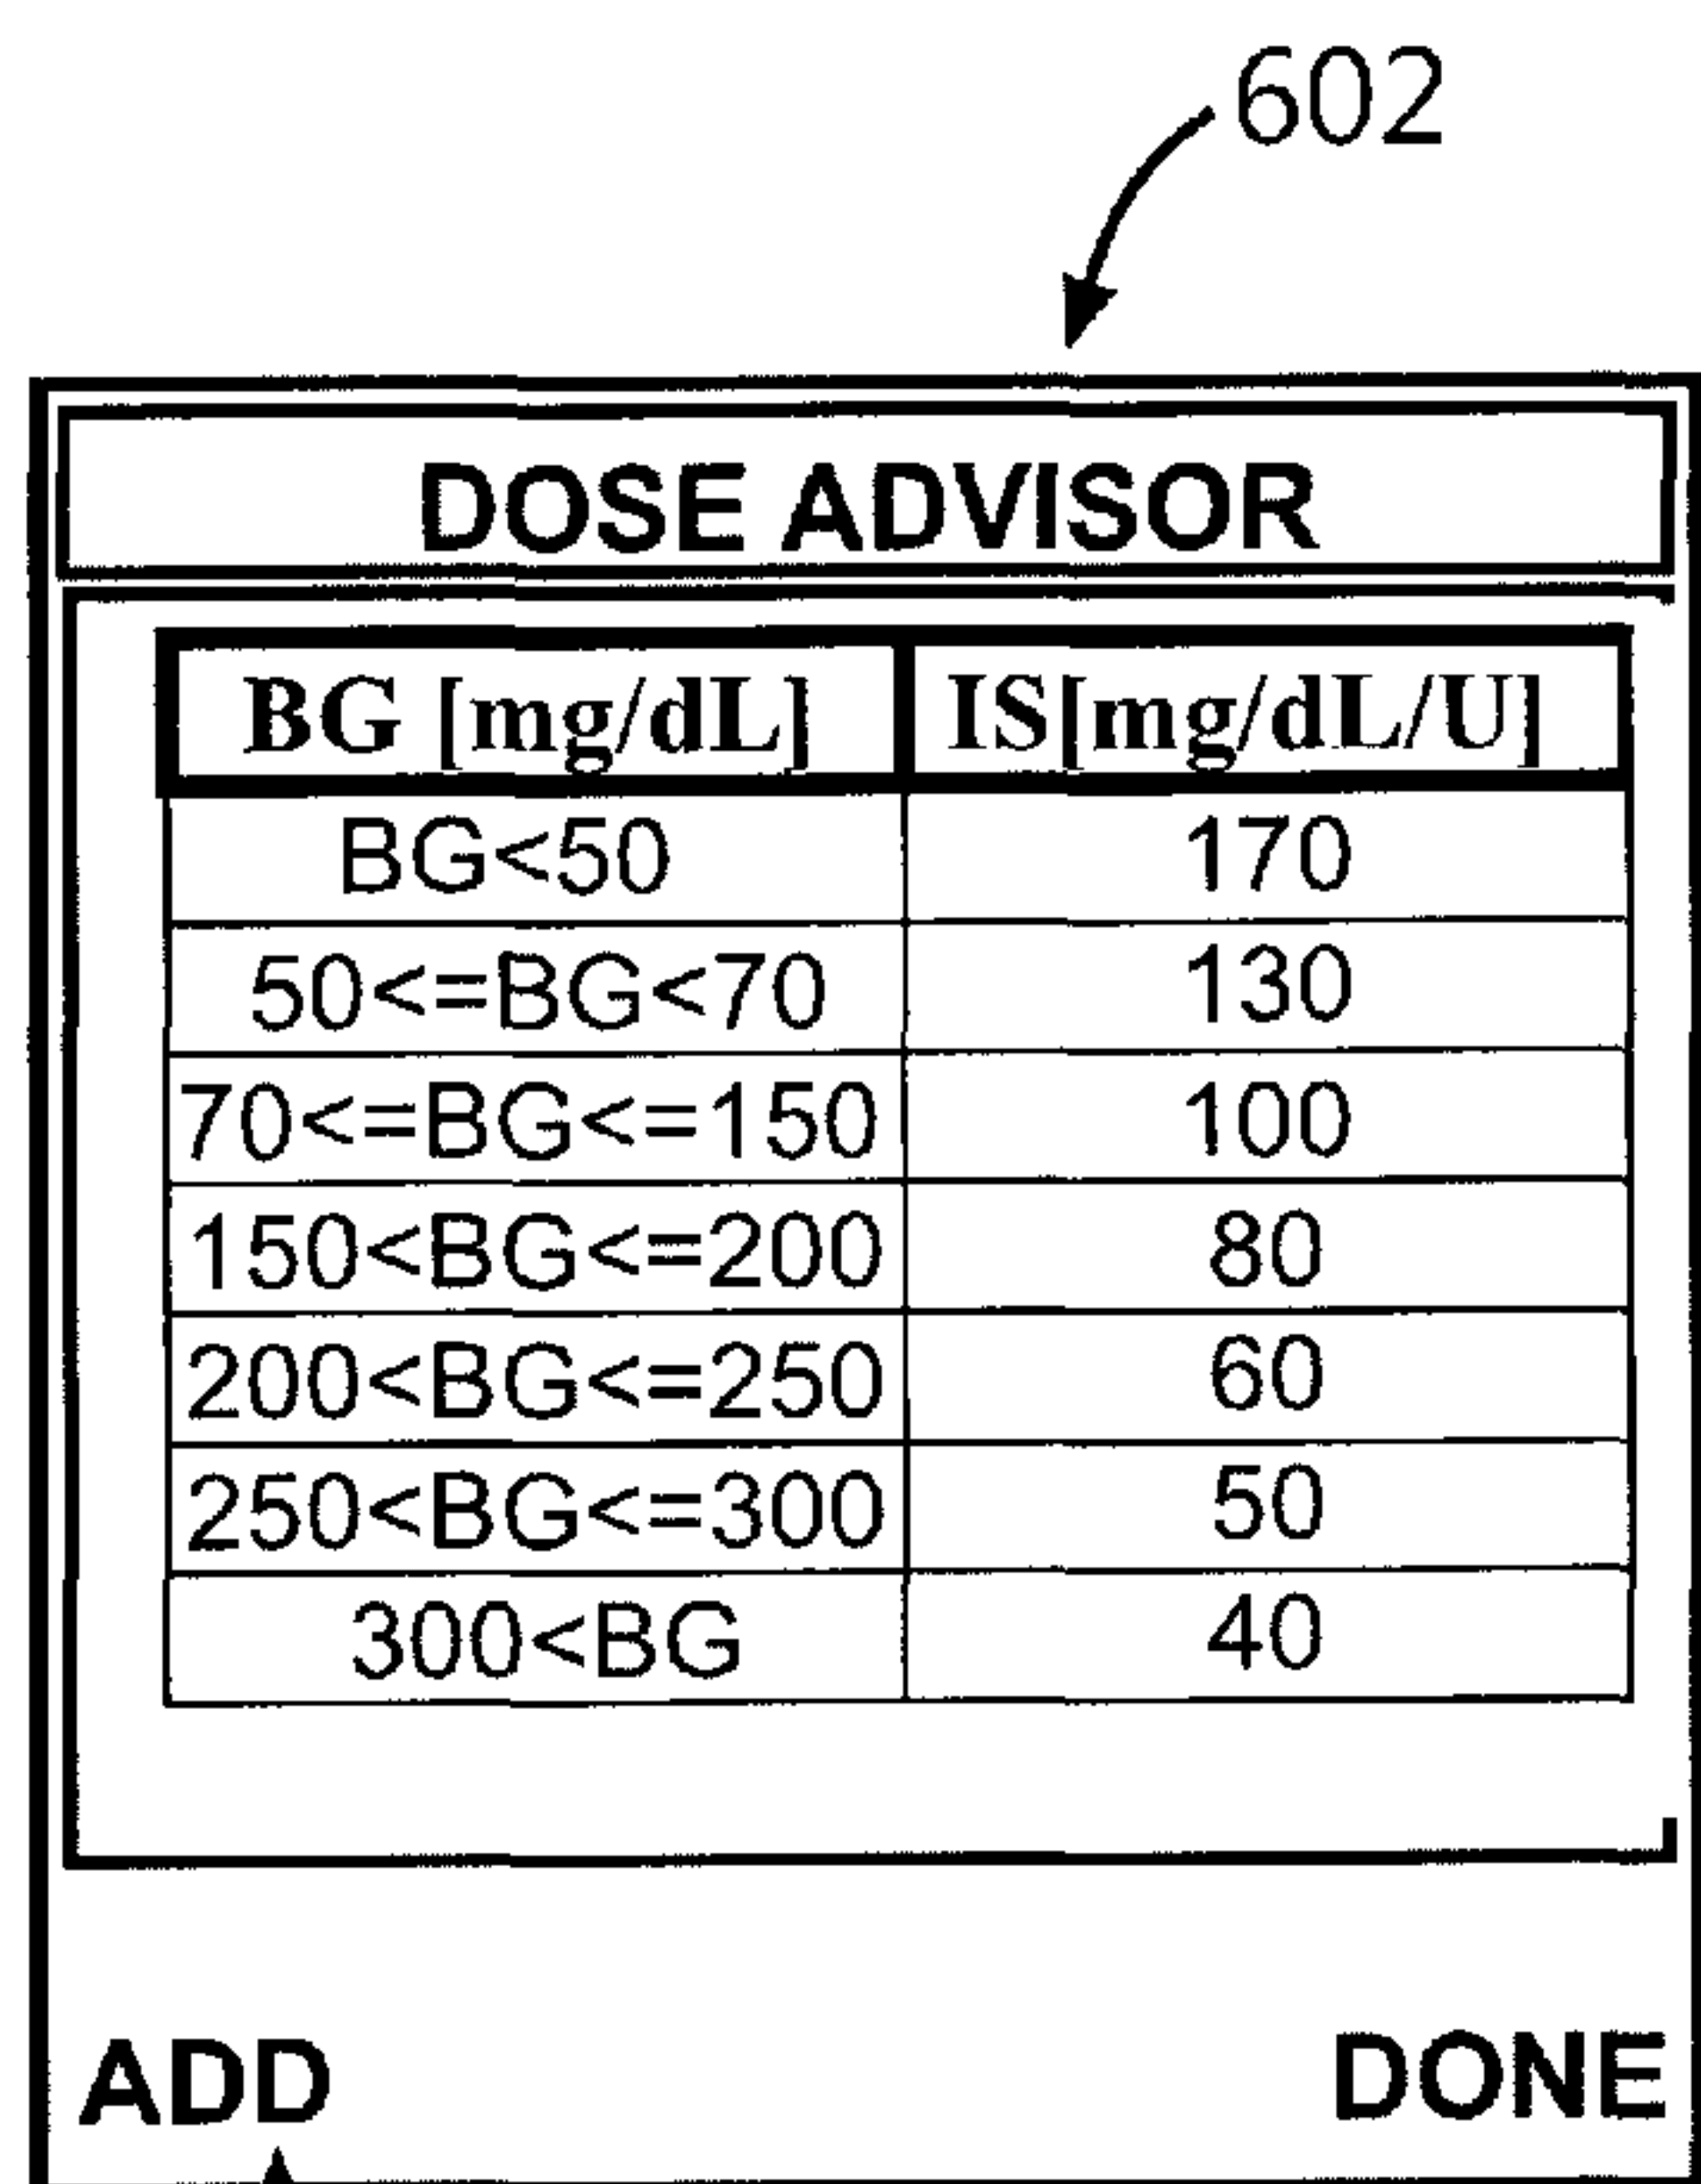 602
DOSE ADVISOR
BG [mg/dL] IS[mg/dL/U]
BG<50 170
50<=BG<70 130
70<=BG<=150 100
150<BG<=200 80
200<BG<=250 60
250<BG<=300 50
300<BG 40
ADD DONE